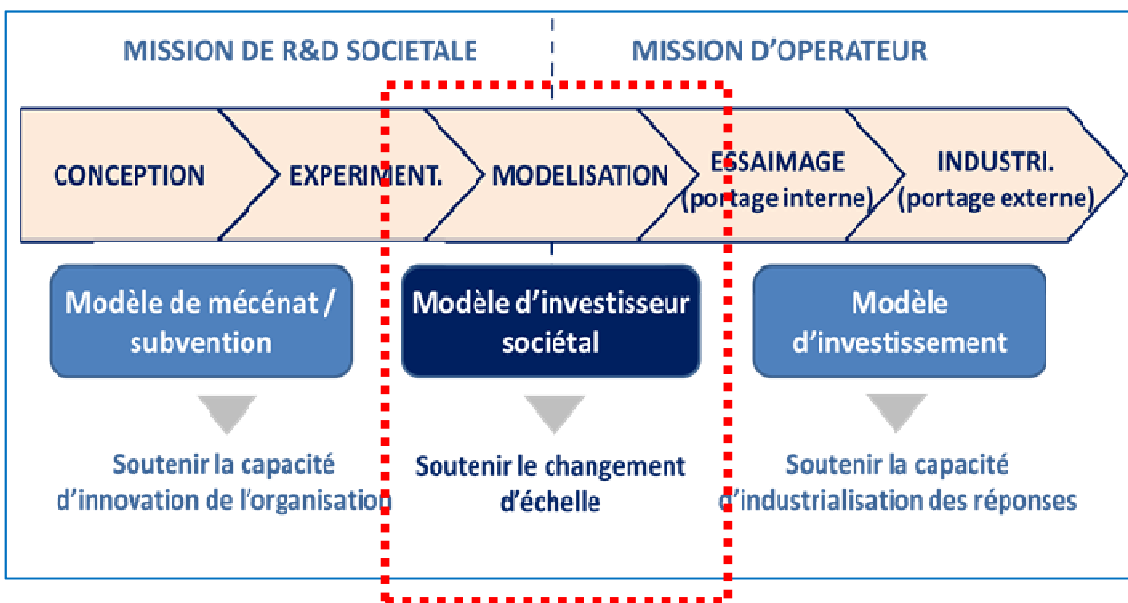 MISSION DE R&D SOCIETALE
MISSION D'OPERATEUR
CONCEPTION
EXPERIMENT.
MODELISATION
ESSAIMAGE
(portage interne)
INDUSTRI.
(portage externe)
Modèle de mécénat /
subvention
Modèle d'investisseur
sociétal
Modèle
d'investissement
Soutenir la capacité
d'innovation de l'organisation
Soutenir le changement
d'échelle
Soutenir la capacité
d'industrialisation des réponses